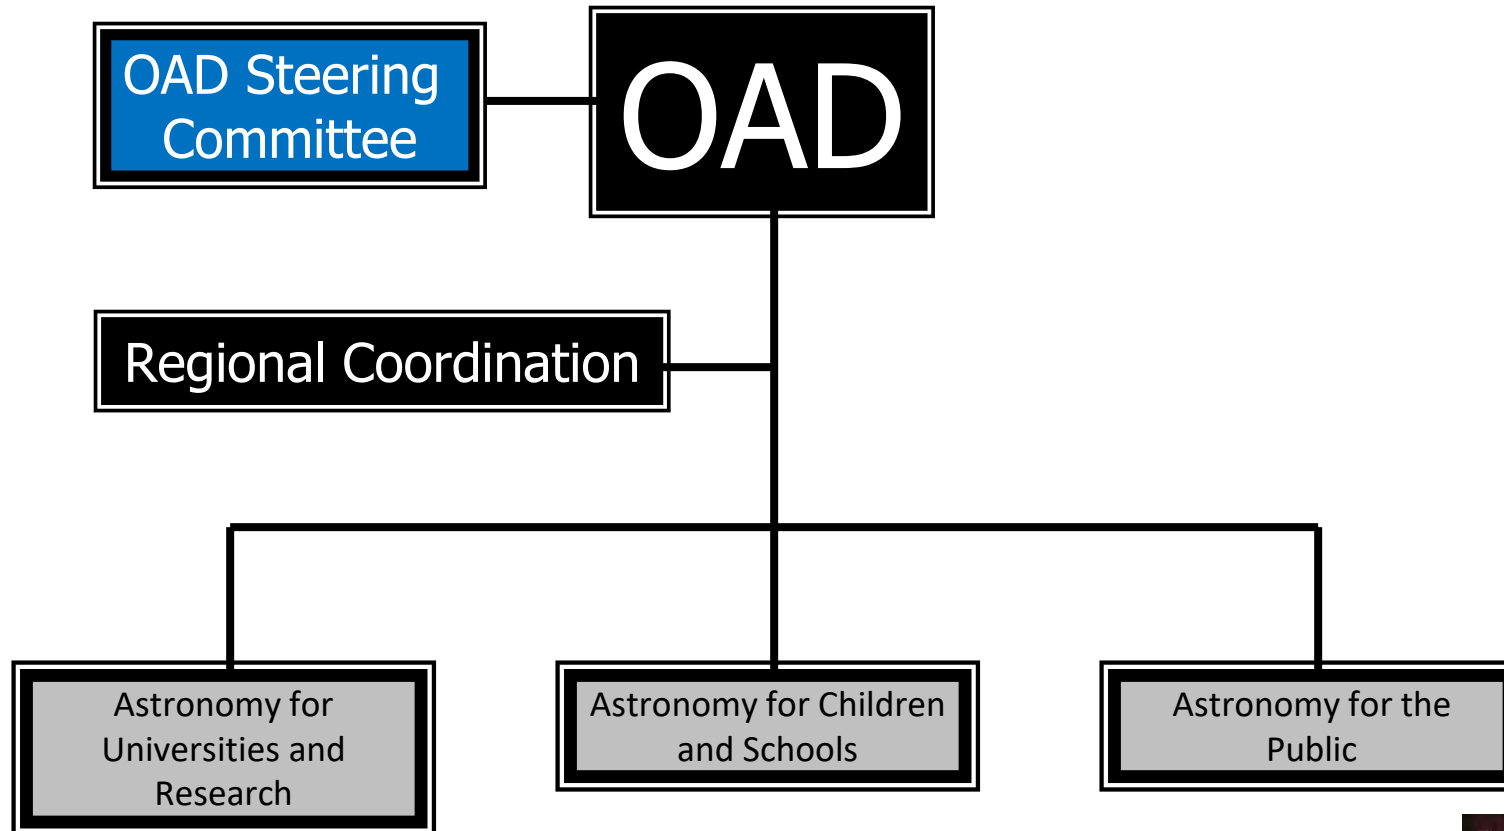 OAD Steering
Committee
OAD
Regional Coordination
Astronomy for
Universities and
Research
Astronomy for Children
and Schools
Astronomy for the
Public